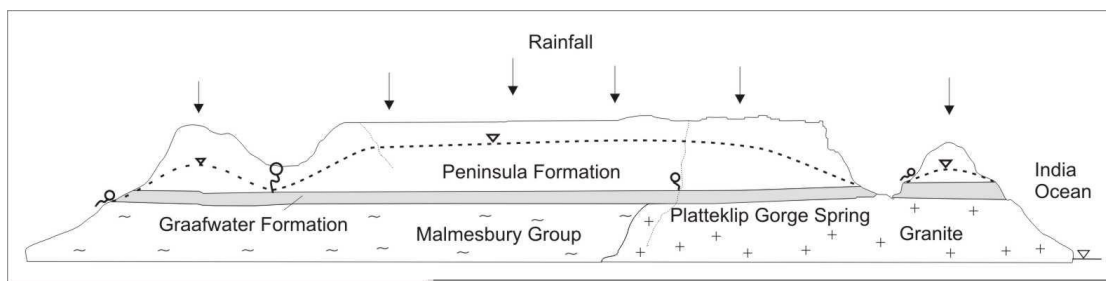 Rainfall
Peninsula Formation
India
Ocean
Graafwater Formation
Platteklip Gorge Spring
Malmesbury Group
Granite